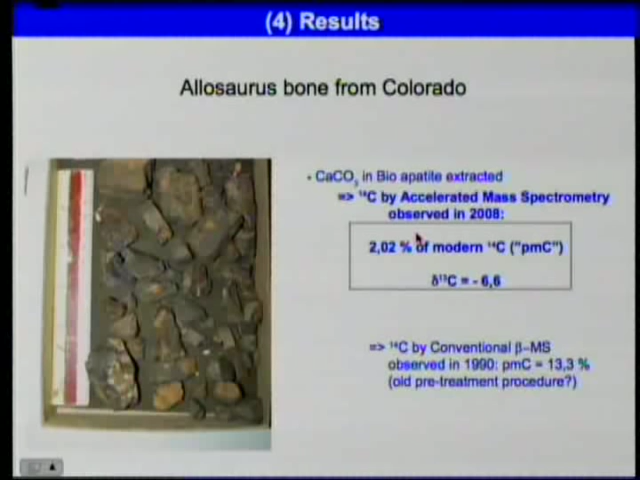 (4) Results
Allosaurus bone from Colorado
- CaCO₃ in Bio apatite extracted
=> ¹⁴C by Accelerated Mass Spectrometry
observed in 2008:
2,02 % of modern ¹⁴C ("pmC")
δ¹³C = - 6,6
=> ¹⁴C by Conventional β-MS
observed in 1990: pmC = 13,3 %
(old pre-treatment procedure?)